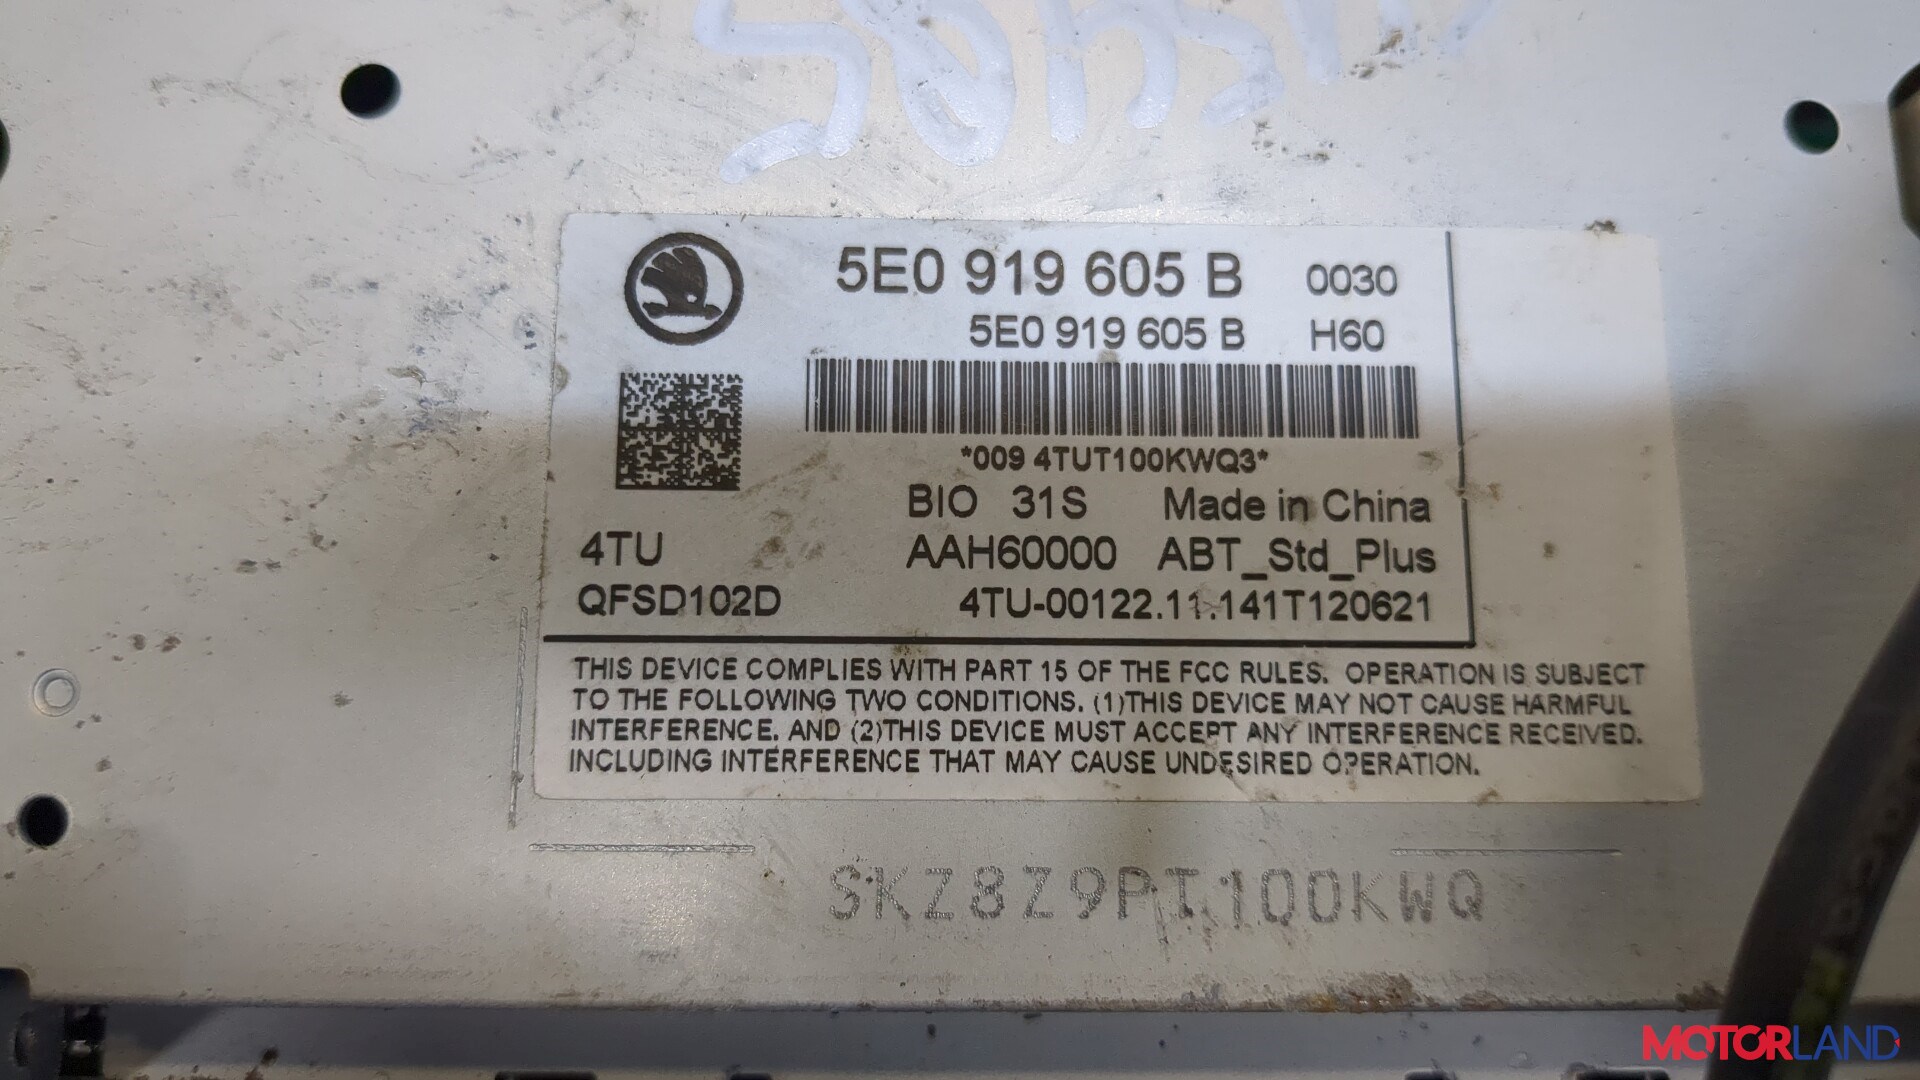 5E0 919 605 B 0030
5E0 919 605 B H60
*009 4TUT100KWQ3*
BIO 31S Made in China
4TU AAH60000 ABT_Std_Plus
QFSD102D 4TU-00122.11.141T120621
THIS DEVICE COMPLIES WITH PART 15 OF THE FCC RULES. OPERATION IS SUBJECT
TO THE FOLLOWING TWO CONDITIONS. (1)THIS DEVICE MAY NOT CAUSE HARMFUL
INTERFERENCE. AND (2)THIS DEVICE MUST ACCEPT ANY INTERFERENCE RECEIVED.
INCLUDING INTERFERENCE THAT MAY CAUSE UNDESIRED OPERATION.
SKZ8Z9PT100KWQ
MOTORLAND